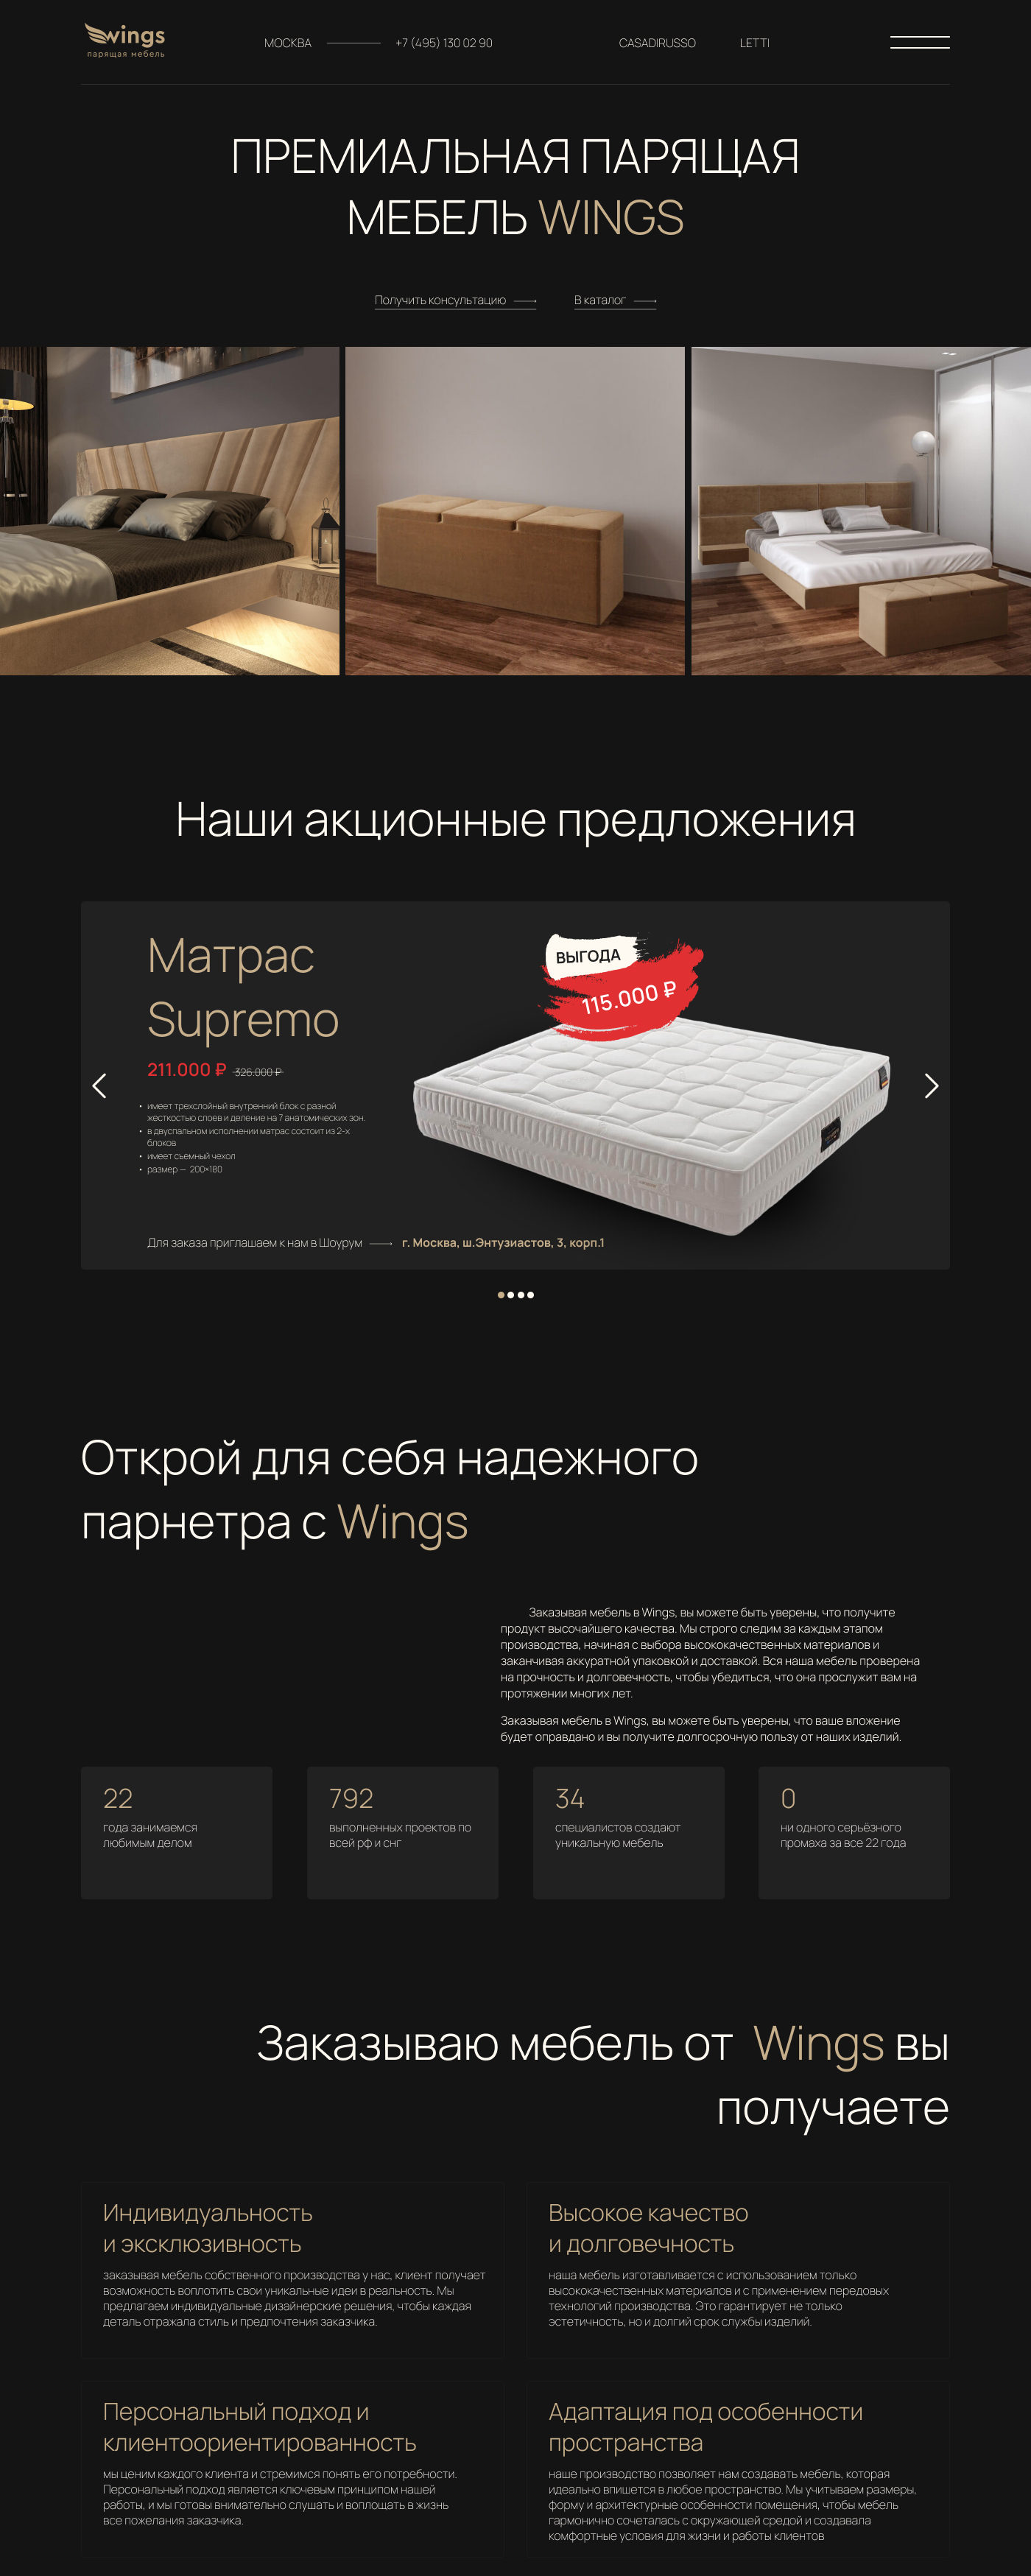 wings
парящая мебель
МОСКВА +7 (495) 130 02 90 CASADIRUSSO LETTI
ПРЕМИАЛЬНАЯ ПАРЯЩАЯ
МЕБЕЛЬ WINGS
Получить консультацию В каталог
Наши акционные предложения
Матрас
Supremo
211.000 ₽ 326.000 ₽
• имеет трехслойный внутренний блок с разной
жесткостью слоев и деление на 7 анатомических зон.
• в двуспальном исполнении матрас состоит из 2-х
блоков
• имеет съемный чехол
• размер — 200×180
ВЫГОДА
115.000 ₽
Для заказа приглашаем к нам в Шоурум г. Москва, ш.Энтузиастов, 3, корп.1
Открой для себя надежного
парнетра с Wings
Заказывая мебель в Wings, вы можете быть уверены, что получите
продукт высочайшего качества. Мы строго следим за каждым этапом
производства, начиная с выбора высококачественных материалов и
заканчивая аккуратной упаковкой и доставкой. Вся наша мебель проверена
на прочность и долговечность, чтобы убедиться, что она прослужит вам на
протяжении многих лет.
Заказывая мебель в Wings, вы можете быть уверены, что ваше вложение
будет оправдано и вы получите долгосрочную пользу от наших изделий.
22
года занимаемся
любимым делом
792
выполненных проектов по
всей рф и снг
34
специалистов создают
уникальную мебель
0
ни одного серьёзного
промаха за все 22 года
Заказываю мебель от Wings вы
получаете
Индивидуальность
и эксклюзивность
заказывая мебель собственного производства у нас, клиент получает
возможность воплотить свои уникальные идеи в реальность. Мы
предлагаем индивидуальные дизайнерские решения, чтобы каждая
деталь отражала стиль и предпочтения заказчика.
Высокое качество
и долговечность
наша мебель изготавливается с использованием только
высококачественных материалов и с применением передовых
технологий производства. Это гарантирует не только
эстетичность, но и долгий срок службы изделий.
Персональный подход и
клиентоориентированность
мы ценим каждого клиента и стремимся понять его потребности.
Персональный подход является ключевым принципом нашей
работы, и мы готовы внимательно слушать и воплощать в жизнь
все пожелания заказчика.
Адаптация под особенности
пространства
наше производство позволяет нам создавать мебель, которая
идеально впишется в любое пространство. Мы учитываем размеры,
форму и архитектурные особенности помещения, чтобы мебель
гармонично сочеталась с окружающей средой и создавала
комфортные условия для жизни и работы клиентов